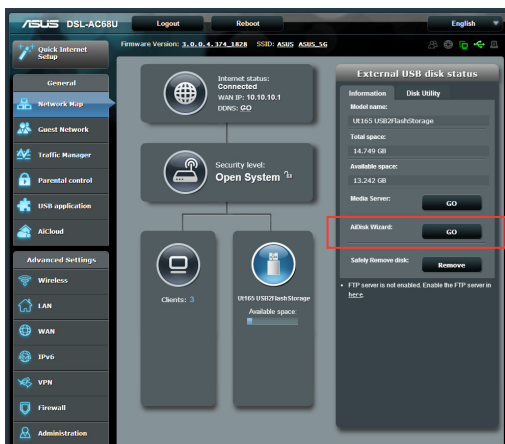 ASUS DSL-AC68U Logout Reboot English
Quick Internet
Setup
Firmware Version: 3.0.0.4.374_1828 SSID: ASUS ASUS_5G
General
Network Map
Guest Network
Traffic Manager
Parental control
USB application
AiCloud
Advanced Settings
Wireless
LAN
WAN
IPv6
VPN
Firewall
Administration
Internet status:
Connected
WAN IP: 10.10.10.1
DDNS: GO
Security level:
Open System
Clients: 3
Ut165 USB2FlashStorage
Available space:
External USB disk status
Information Disk Utility
Model name:
Ut165 USB2FlashStorage
Total space:
14.749 GB
Available space:
13.242 GB
Media Server: GO
AiDisk Wizard: GO
Safely Remove disk: Remove
• FTP server is not enabled. Enable the FTP server in
here.